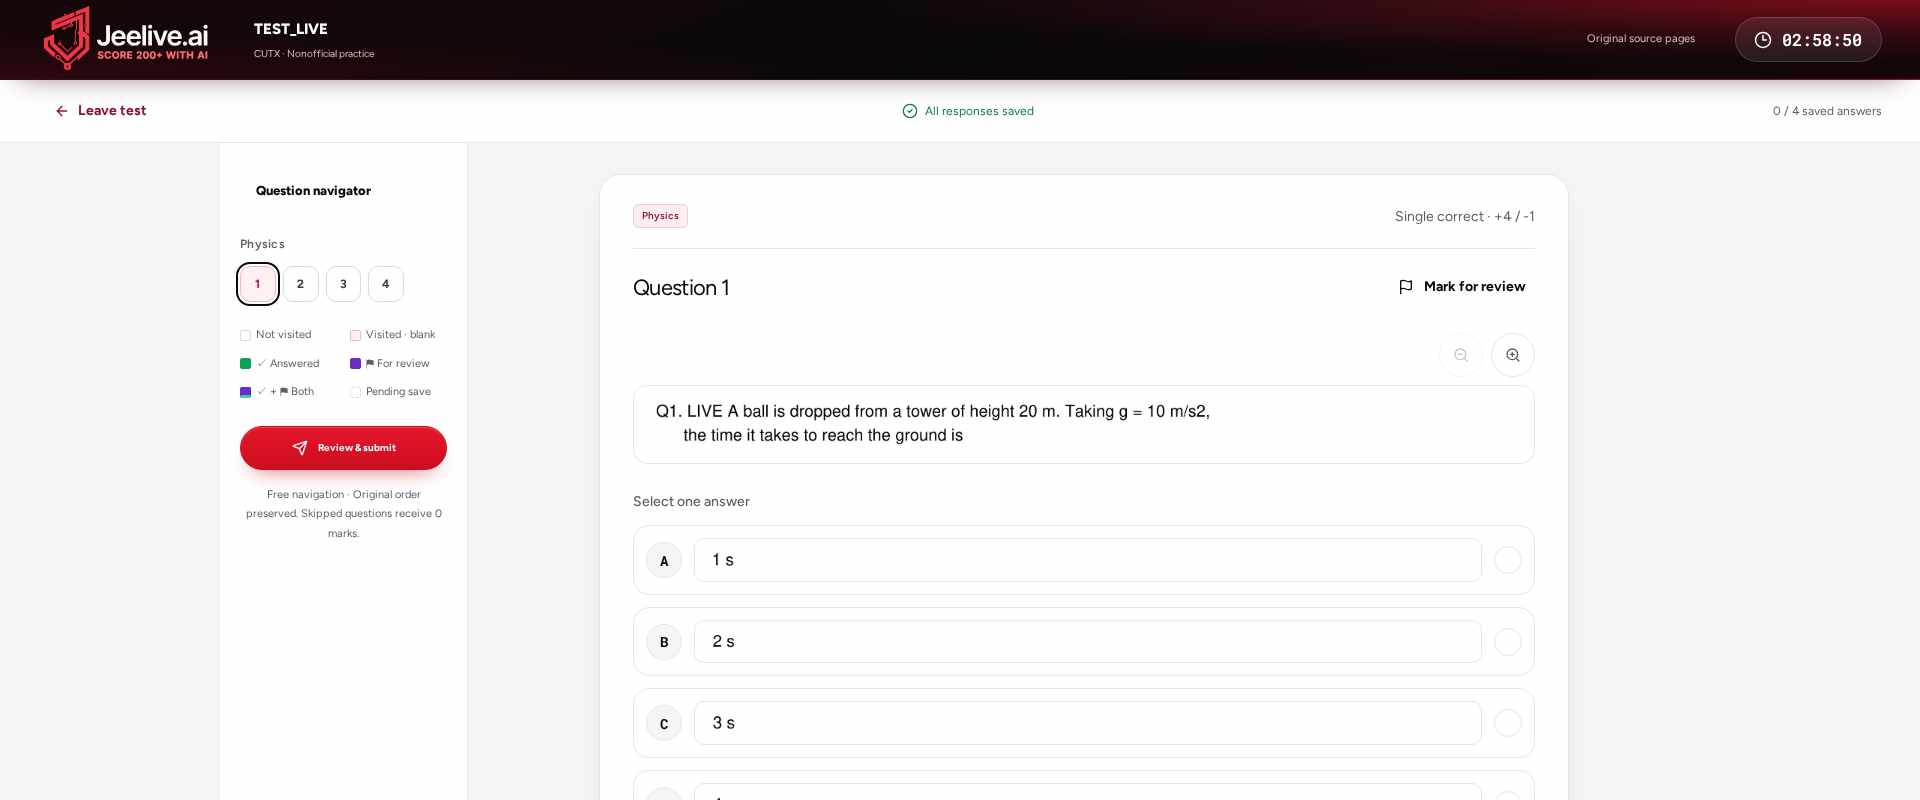 Jeelive.ai
SCORE 200+ WITH AI
TEST_LIVE
CUTX · Nonofficial practice
Original source pages
02:58:50
Leave test
All responses saved
0 / 4 saved answers
Question navigator
Physics
1 2 3 4
Not visited
Visited · blank
✓ Answered
For review
✓ + Both
Pending save
Review & submit
Free navigation · Original order
preserved. Skipped questions receive 0
marks.
Physics
Single correct · +4 / -1
Question 1
Mark for review
Q1. LIVE A ball is dropped from a tower of height 20 m. Taking g = 10 m/s2,
the time it takes to reach the ground is
Select one answer
A 1 s
B 2 s
C 3 s